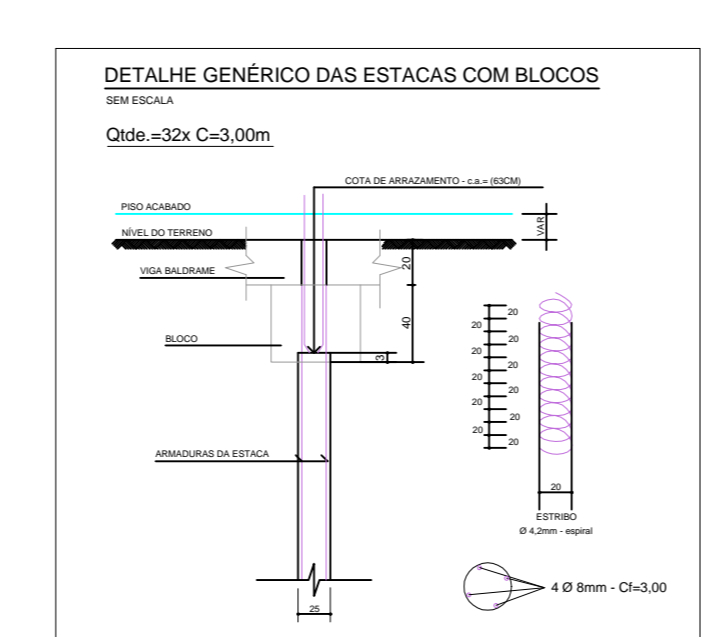 DETALHE GENÉRICO DAS ESTACAS COM BLOCOS
SEM ESCALA
Qtde.=32x C=3,00m
COTA DE ARRAZAMENTO - c.a.= (63CM)
PISO ACABADO
VAR
NÍVEL DO TERRENO
20
VIGA BALDRAME
40
BLOCO
3
20
20
20
20
20
20
20
20
20
20
20
ARMADURAS DA ESTACA
20
ESTRIBO
Ø 4,2mm - espiral
4 Ø 8mm - Cf=3,00
25